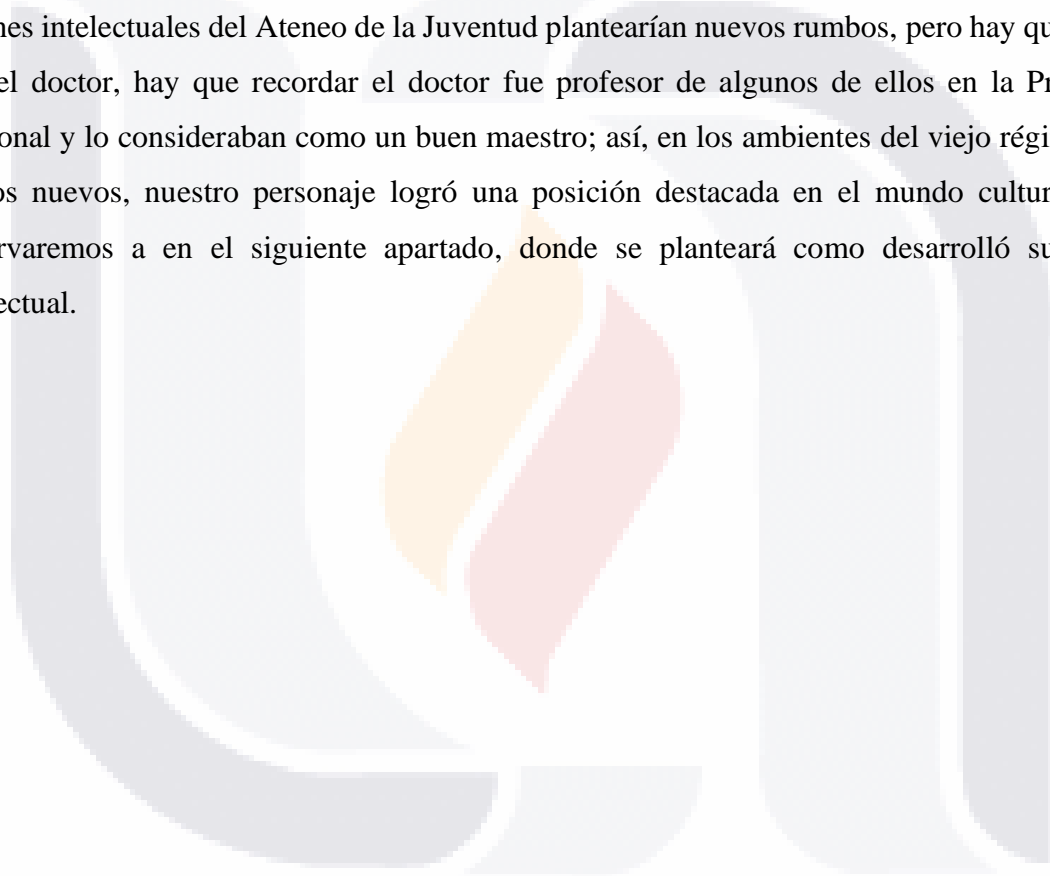 nes intelectuales del Ateneo de la Juventud plantearían nuevos rumbos, pero hay qu
el doctor, hay que recordar el doctor fue profesor de algunos de ellos en la Pr
onal y lo consideraban como un buen maestro; así, en los ambientes del viejo régi
os nuevos, nuestro personaje logró una posición destacada en el mundo cultur
rvaremos a en el siguiente apartado, donde se planteará como desarrolló su
ectual.